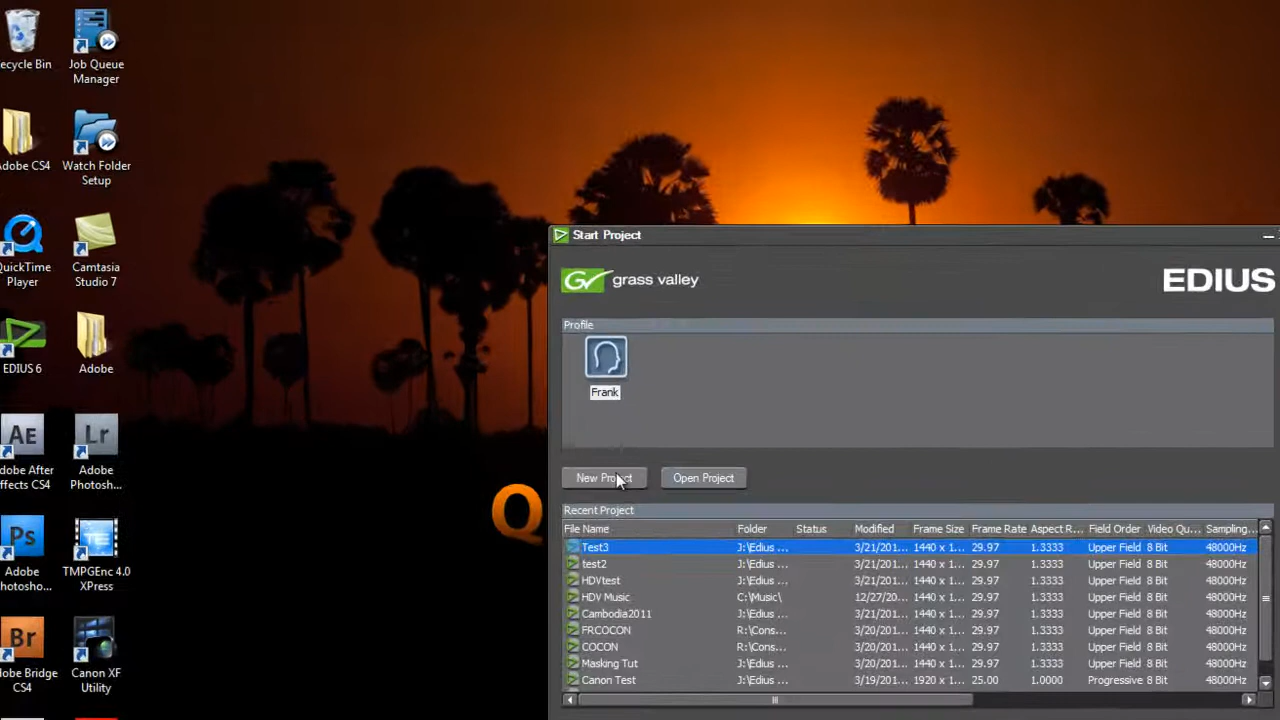 ecycle Bin
Job Queue
Manager
Adobe CS4
Watch Folder
Setup
QuickTime
Player
Camtasia
Studio 7
EDIUS 6
Adobe
AE
dobe After
ffects CS4
Lr
Adobe
Photosh...
Ps
Adobe
hotosho...
TE
TMPGEnc 4.0
XPress
Br
dobe Bridge
CS4
Canon XF
Utility
Q
Start Project
GV grass valley
EDIUS
Profile
Frank
New Project
Open Project
Recent Project
File Name Folder Status Modified Frame Size Frame Rate Aspect R... Field Order Video Qu... Sampling
Test3 J:\Edius ... 3/21/201... 1440 x 1... 29.97 1.3333 Upper Field 8 Bit 48000Hz
test2 J:\Edius ... 3/21/201... 1440 x 1... 29.97 1.3333 Upper Field 8 Bit 48000Hz
HDVtest J:\Edius ... 3/21/201... 1440 x 1... 29.97 1.3333 Upper Field 8 Bit 48000Hz
HDV Music C:\Music\ 12/27/20... 1440 x 1... 29.97 1.3333 Upper Field 8 Bit 48000Hz
Cambodia2011 J:\Edius ... 3/21/201... 1440 x 1... 29.97 1.3333 Upper Field 8 Bit 48000Hz
FRCOCON R:\Cons... 3/20/201... 1440 x 1... 29.97 1.3333 Upper Field 8 Bit 48000Hz
COCON R:\Cons... 3/20/201... 1440 x 1... 29.97 1.3333 Upper Field 8 Bit 48000Hz
Masking Tut J:\Edius ... 3/20/201... 1440 x 1... 29.97 1.3333 Upper Field 8 Bit 48000Hz
Canon Test J:\Edius ... 3/19/201... 1920 x 1... 25.00 1.0000 Progressive 8 Bit 48000Hz